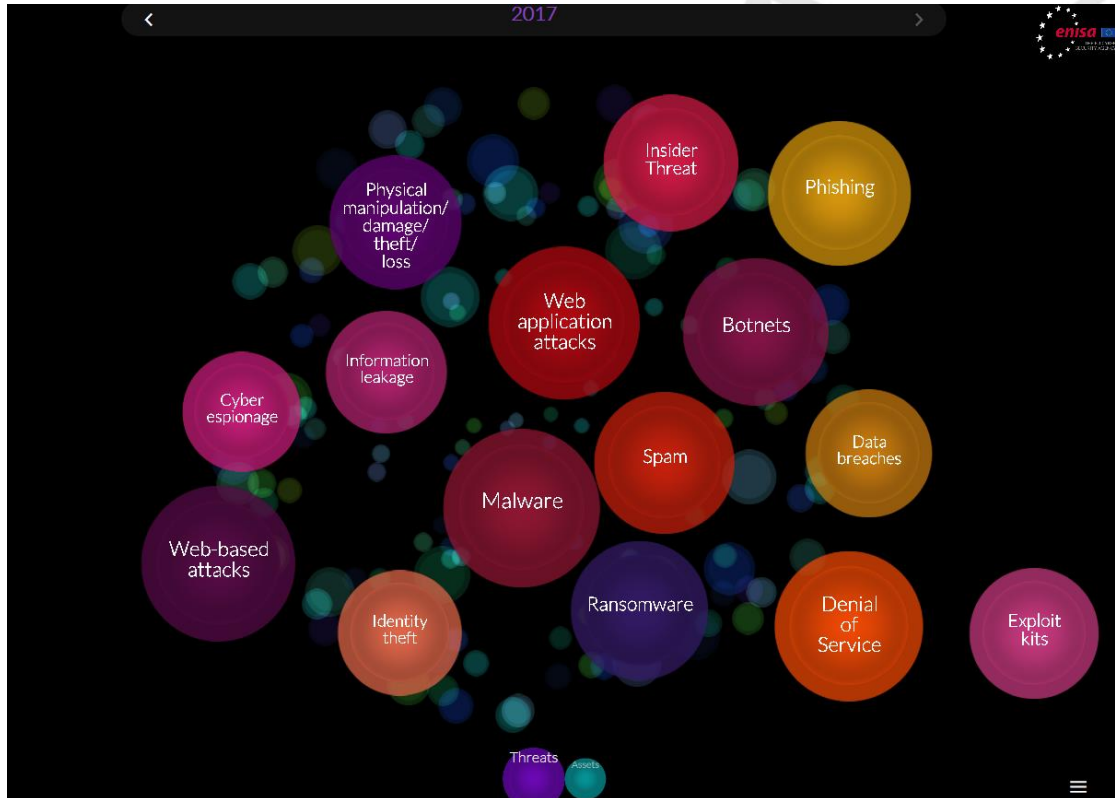 2017
enisa
Insider
Threat
Phishing
Physical
manipulation/
damage/
theft/
loss
Web
application
attacks
Botnets
Information
leakage
Cyber
espionage
Data
breaches
Spam
Malware
Web-based
attacks
Ransomware
Denial
of
Service
Identity
theft
Exploit
kits
Threats
Assets